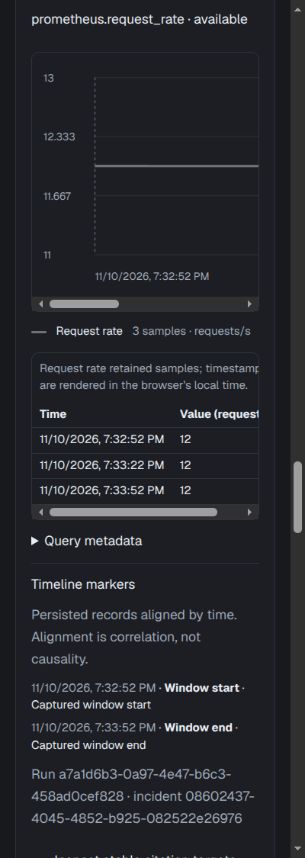 prometheus.request_rate · available
13
12.333
11.667
11
11/10/2026, 7:32:52 PM
Request rate 3 samples · requests/s
Request rate retained samples; timestamp
are rendered in the browser's local time.
Time Value (request
11/10/2026, 7:32:52 PM 12
11/10/2026, 7:33:22 PM 12
11/10/2026, 7:33:52 PM 12
Query metadata
Timeline markers
Persisted records aligned by time.
Alignment is correlation, not
causality.
11/10/2026, 7:32:52 PM · Window start ·
Captured window start
11/10/2026, 7:33:52 PM · Window end ·
Captured window end
Run a7a1d6b3-0a97-4e47-b6c3-
458ad0cef828 · incident 08602437-
4045-4852-b925-082522e26976